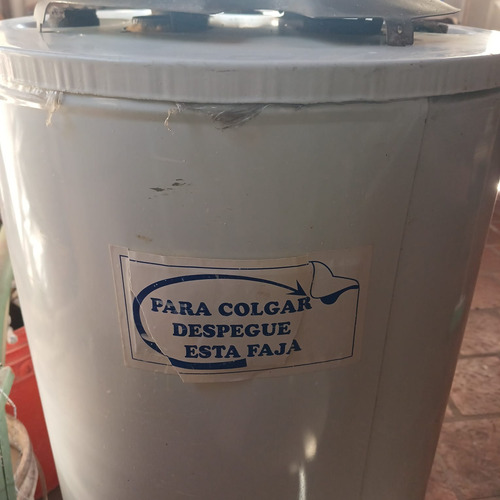 PARA COLGAR
DESPEGUE
ESTA FAJA